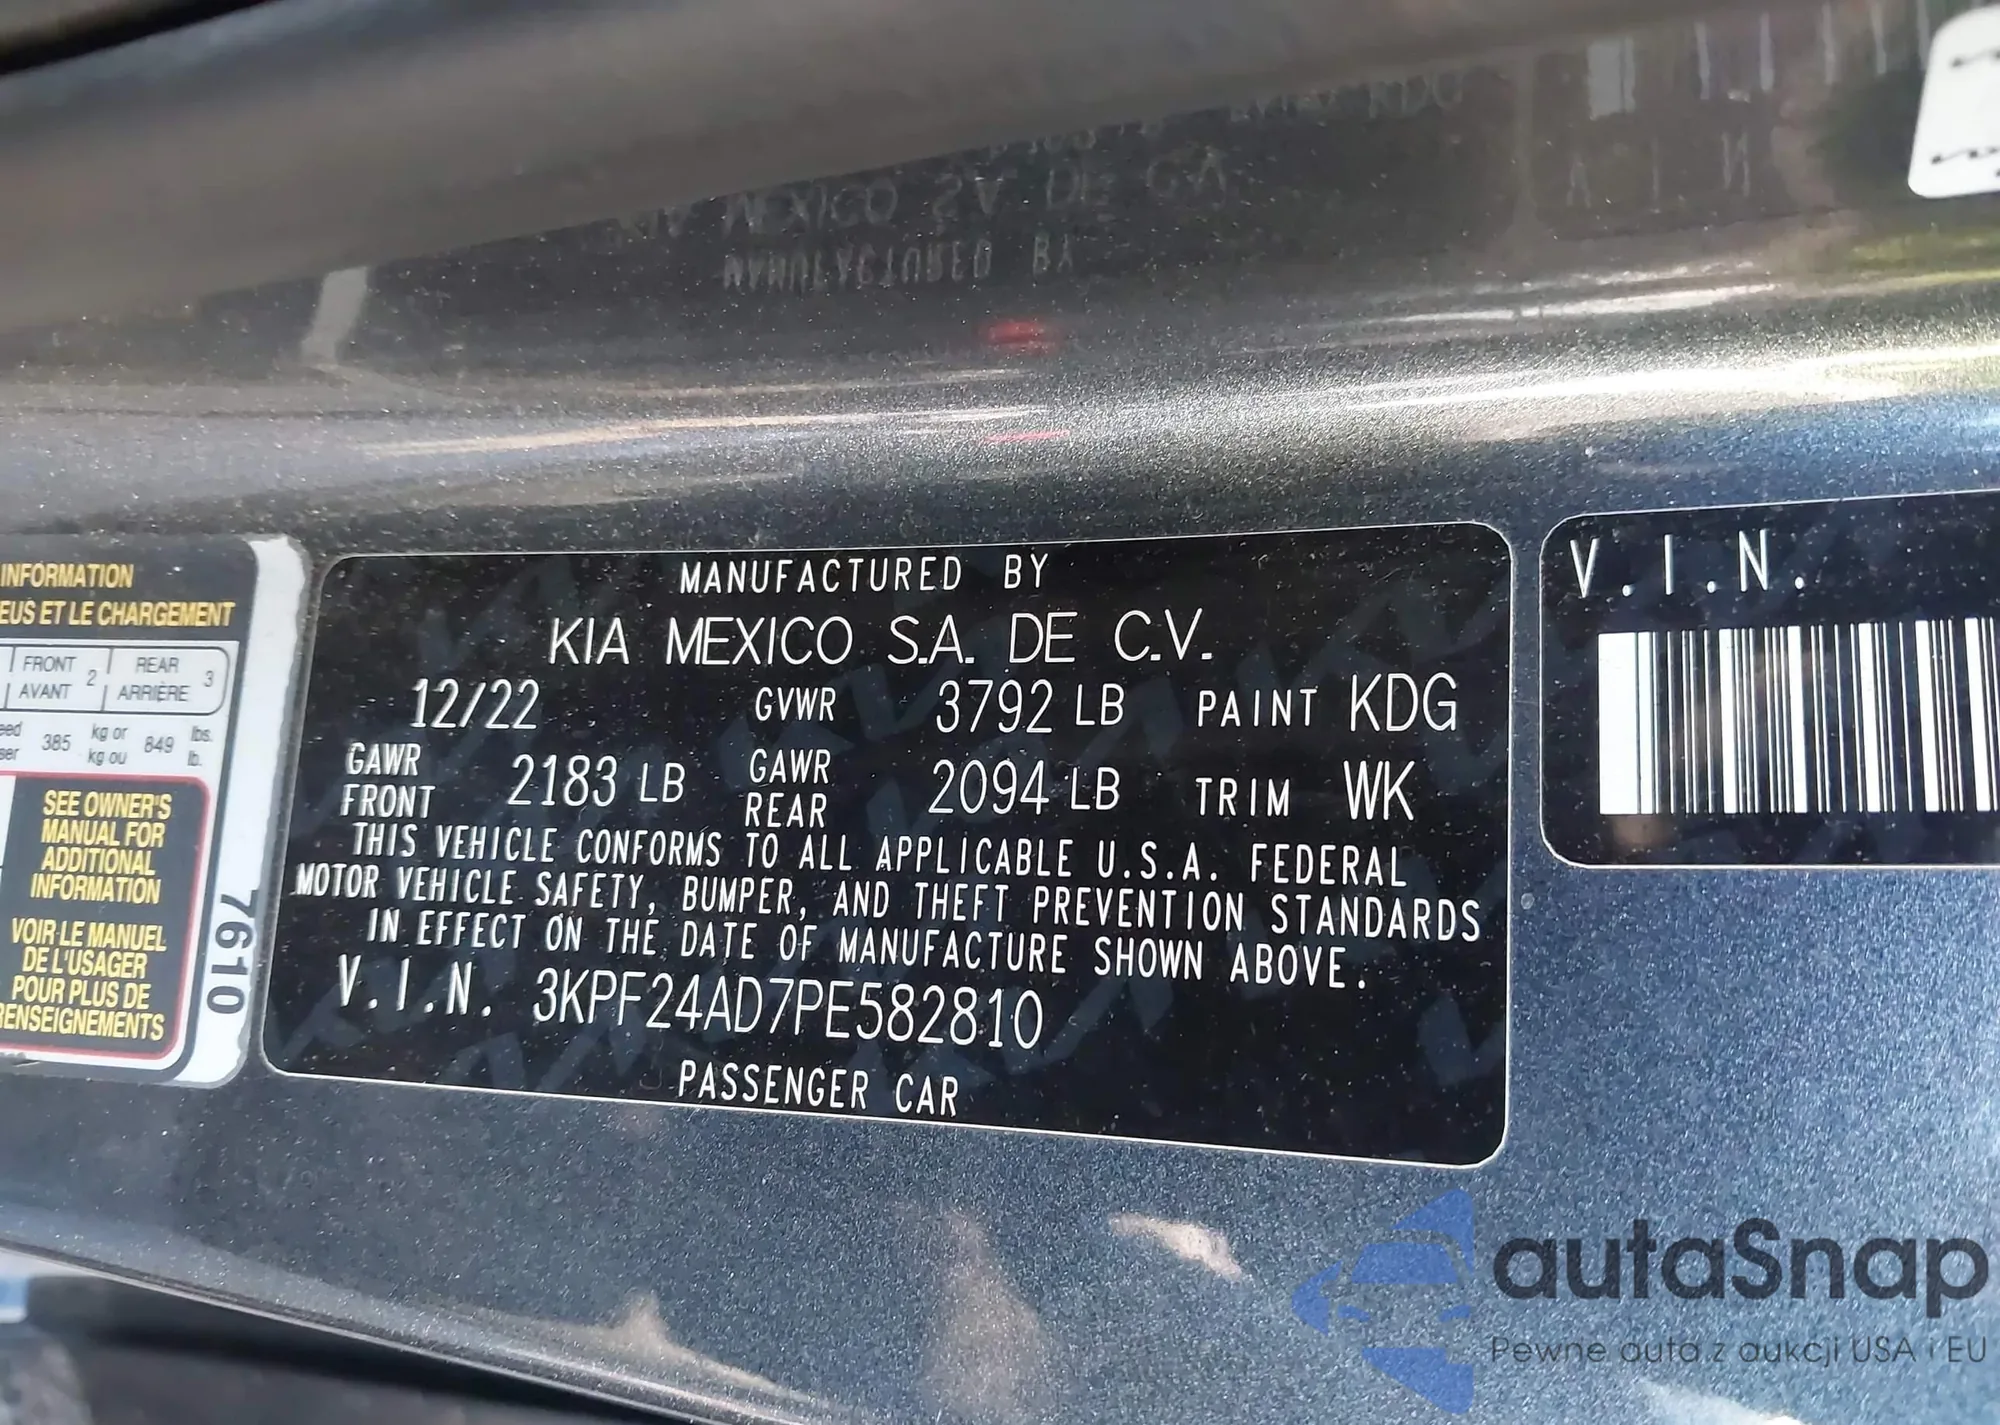 INFORMATION
EUS ET LE CHARGEMENT
FRONT 2 REAR 3
AVANT ARRIÈRE
385 kg or 849 lbs.
kg ou lb.
SEE OWNER'S
MANUAL FOR
ADDITIONAL
INFORMATION
VOIR LE MANUEL
DE L'USAGER
POUR PLUS DE
RENSEIGNEMENTS
7610
MANUFACTURED BY
KIA MEXICO S.A. DE C.V.
12/22 GVWR 3792 LB PAINT KDG
GAWR FRONT 2183 LB GAWR REAR 2094 LB TRIM WK
THIS VEHICLE CONFORMS TO ALL APPLICABLE U.S.A. FEDERAL
MOTOR VEHICLE SAFETY, BUMPER, AND THEFT PREVENTION STANDARDS
IN EFFECT ON THE DATE OF MANUFACTURE SHOWN ABOVE.
V.I.N. 3KPF24AD7PE582810
PASSENGER CAR
V.I.N.
autaSnap
Pewne auta z aukcji USA i EU